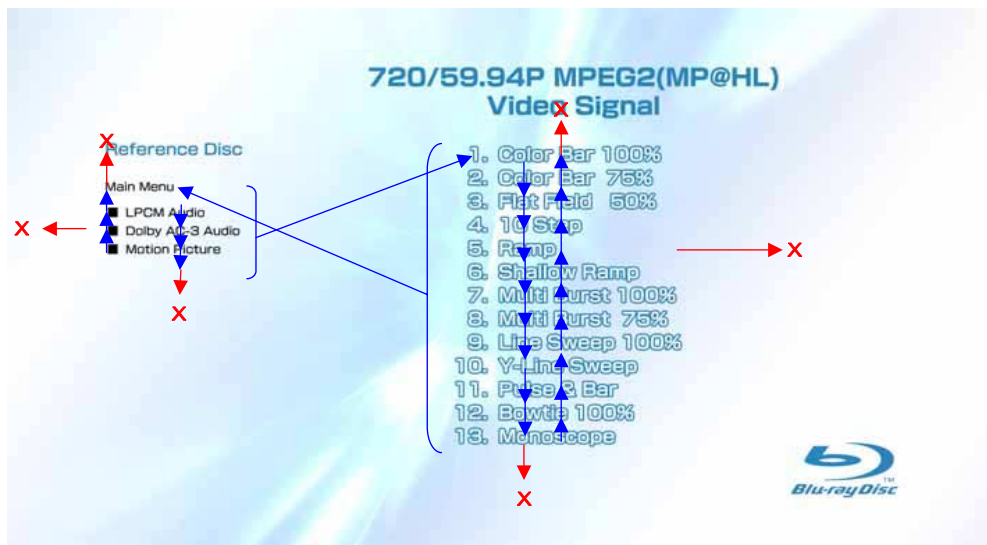 720/59.94P MPEG2(MP@HL)
Video Signal
Reference Disc
Main Menu
■ LPCM Audio
■ Dolby AC-3 Audio
■ Motion Picture
1. Color Bar 100%
2. Color Bar 75%
3. Flat Field 50%
4. 10 Step
5. Ramp
6. Shallow Ramp
7. Multi Burst 100%
8. Multi Burst 75%
9. Line Sweep 100%
10. Y-Line Sweep
11. Pulse & Bar
12. Bowtie 100%
13. Monoscope
X
X
X
X
X
X
Blu-ray Disc
TM